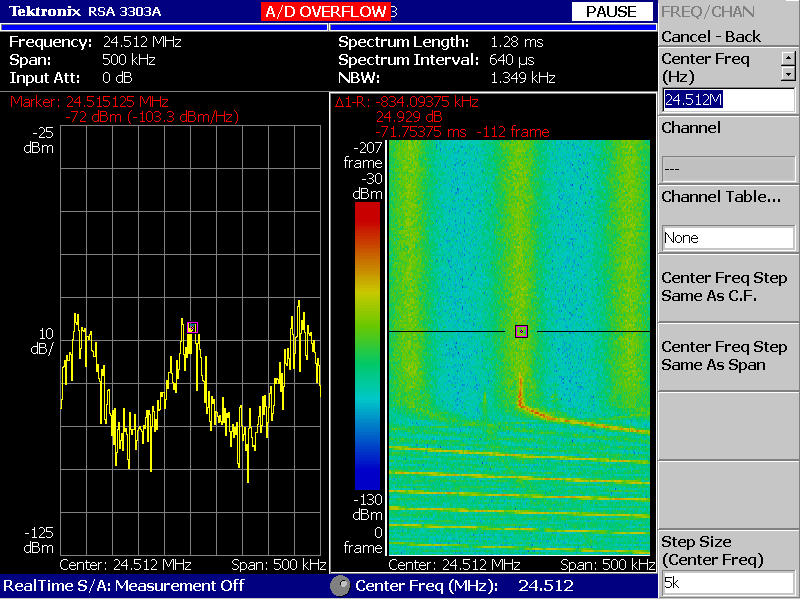 Tektronix RSA 3303A
A/D OVERFLOW
3
PAUSE
FREQ/CHAN
Cancel - Back
Frequency: 24.512 MHz
Span: 500 kHz
Input Att: 0 dB
Spectrum Length: 1.28 ms
Spectrum Interval: 640 µs
NBW: 1.349 kHz
Center Freq
(Hz)
24.512M
Marker: 24.515125 MHz
-72 dBm (-103.3 dBm/Hz)
-25
dBm
10
dB/
-125
dBm
Center: 24.512 MHz Span: 500 kHz
Δ1-R: -834.09375 kHz
24.929 dB
-71.75375 ms -112 frame
-207
frame
-30
dBm
-130
dBm
0
frame
Center: 24.512 MHz Span: 500 kHz
Channel
---
Channel Table...
None
Center Freq Step
Same As C.F.
Center Freq Step
Same As Span
Step Size
(Center Freq)
5k
RealTime S/A: Measurement Off
Center Freq (MHz): 24.512